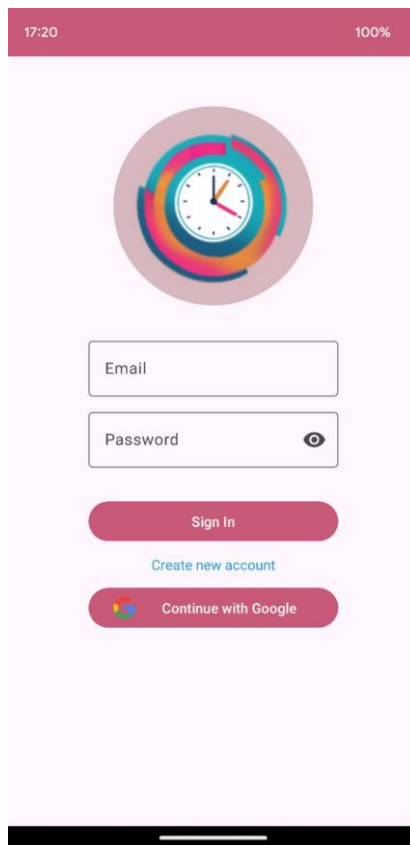 17:20 100%
Email
Password
Sign In
Create new account
Continue with Google